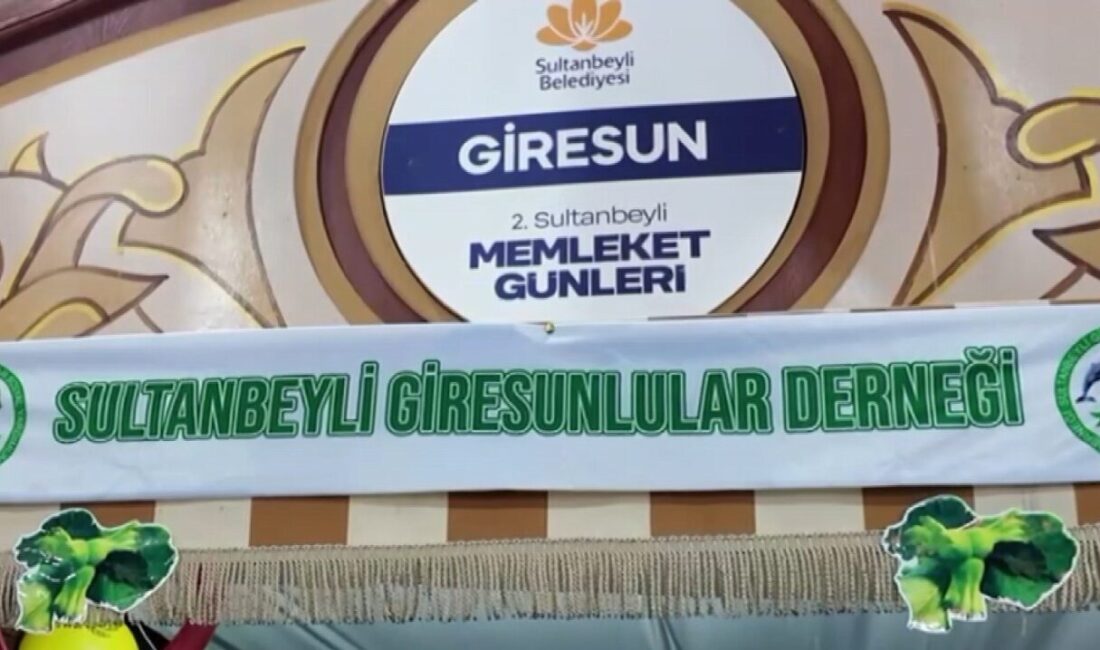 Sultanbeyli
Belediyesi
GİRESUN
2. Sultanbeyli
MEMLEKET
GÜNLERİ
SULTANBEYLİ GİRESUNLULAR DERNEĞİ